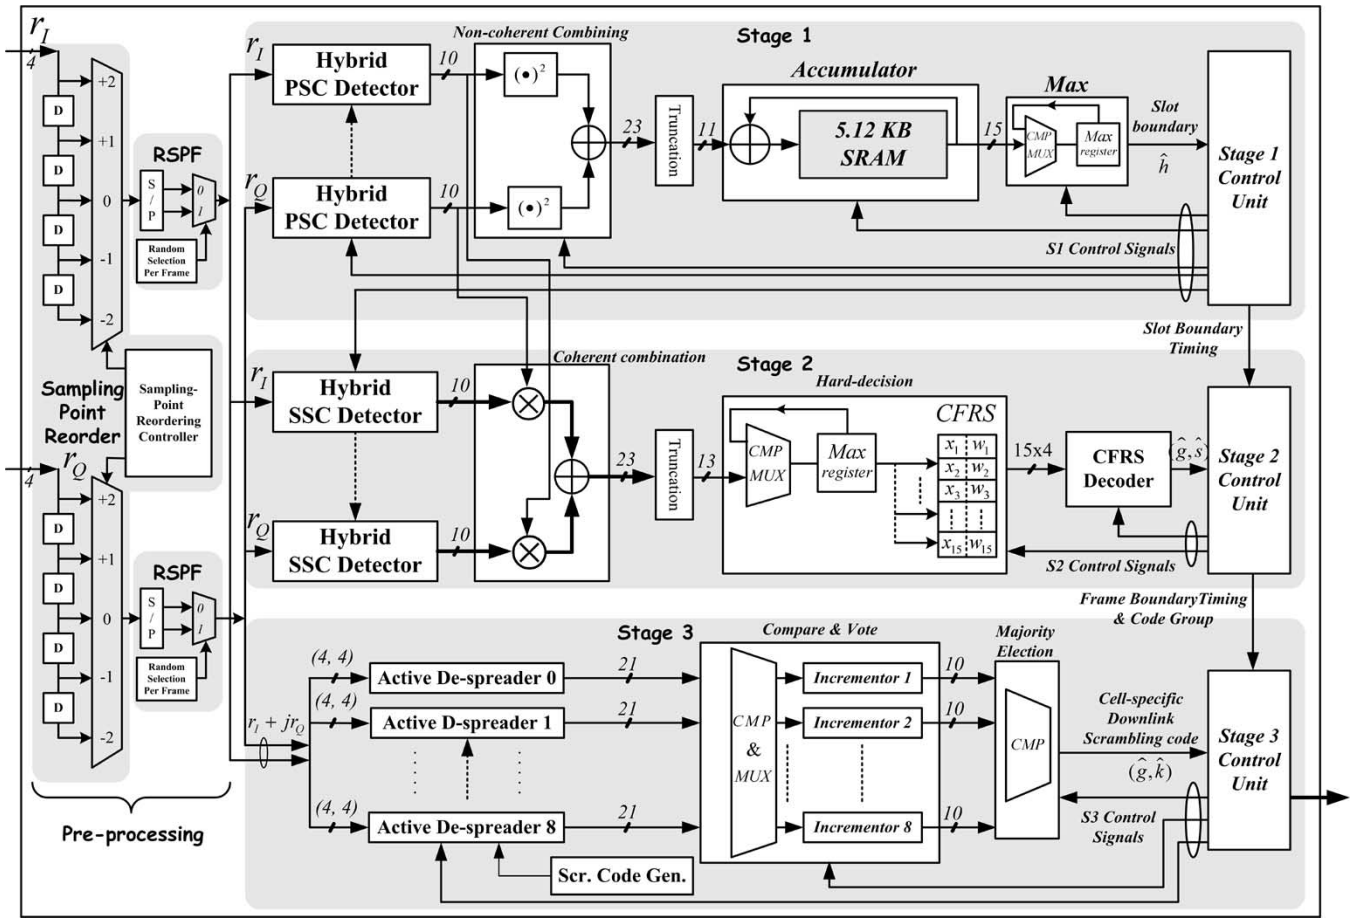 r_I
4
D
D
D
D
+2
+1
0
-1
-2
RSPF
S / P
0
1
Random
Selection
Per Frame
Sampling
Point
Reorder
Sampling-
Point
Reordering
Controller
r_Q
4
D
D
D
D
+2
+1
0
-1
-2
RSPF
S / P
0
1
Random
Selection
Per Frame
Pre-processing
Stage 1
Non-coherent Combining
r_I
Hybrid
PSC Detector
10
(•)²
r_Q
Hybrid
PSC Detector
10
(•)²
23
Truncation
11
Accumulator
5.12 KB
SRAM
15
Max
CMP
MUX
Max
register
Slot
boundary
ĥ
Stage 1
Control
Unit
S1 Control Signals
Slot Boundary
Timing
Stage 2
Coherent combination
r_I
Hybrid
SSC Detector
10
r_Q
Hybrid
SSC Detector
10
23
Truncation
13
Hard-decision
CMP
MUX
Max
register
CFRS
x₁ w₁
x₂ w₂
x₃ w₃
x₁₅ w₁₅
15x4
CFRS
Decoder
(ĝ,ŝ)
Stage 2
Control
Unit
S2 Control Signals
Frame BoundaryTiming
& Code Group
Stage 3
r_I + jr_Q
(4, 4)
Active De-spreader 0
21
(4, 4)
Active D-spreader 1
21
(4, 4)
Active De-spreader 8
21
Scr. Code Gen.
Compare & Vote
CMP
&
MUX
Incrementor 1
10
Incrementor 2
10
Incrementor 8
10
Majority
Election
CMP
Cell-specific
Downlink
Scrambling code
(ĝ,k̂)
Stage 3
Control
Unit
S3 Control
Signals